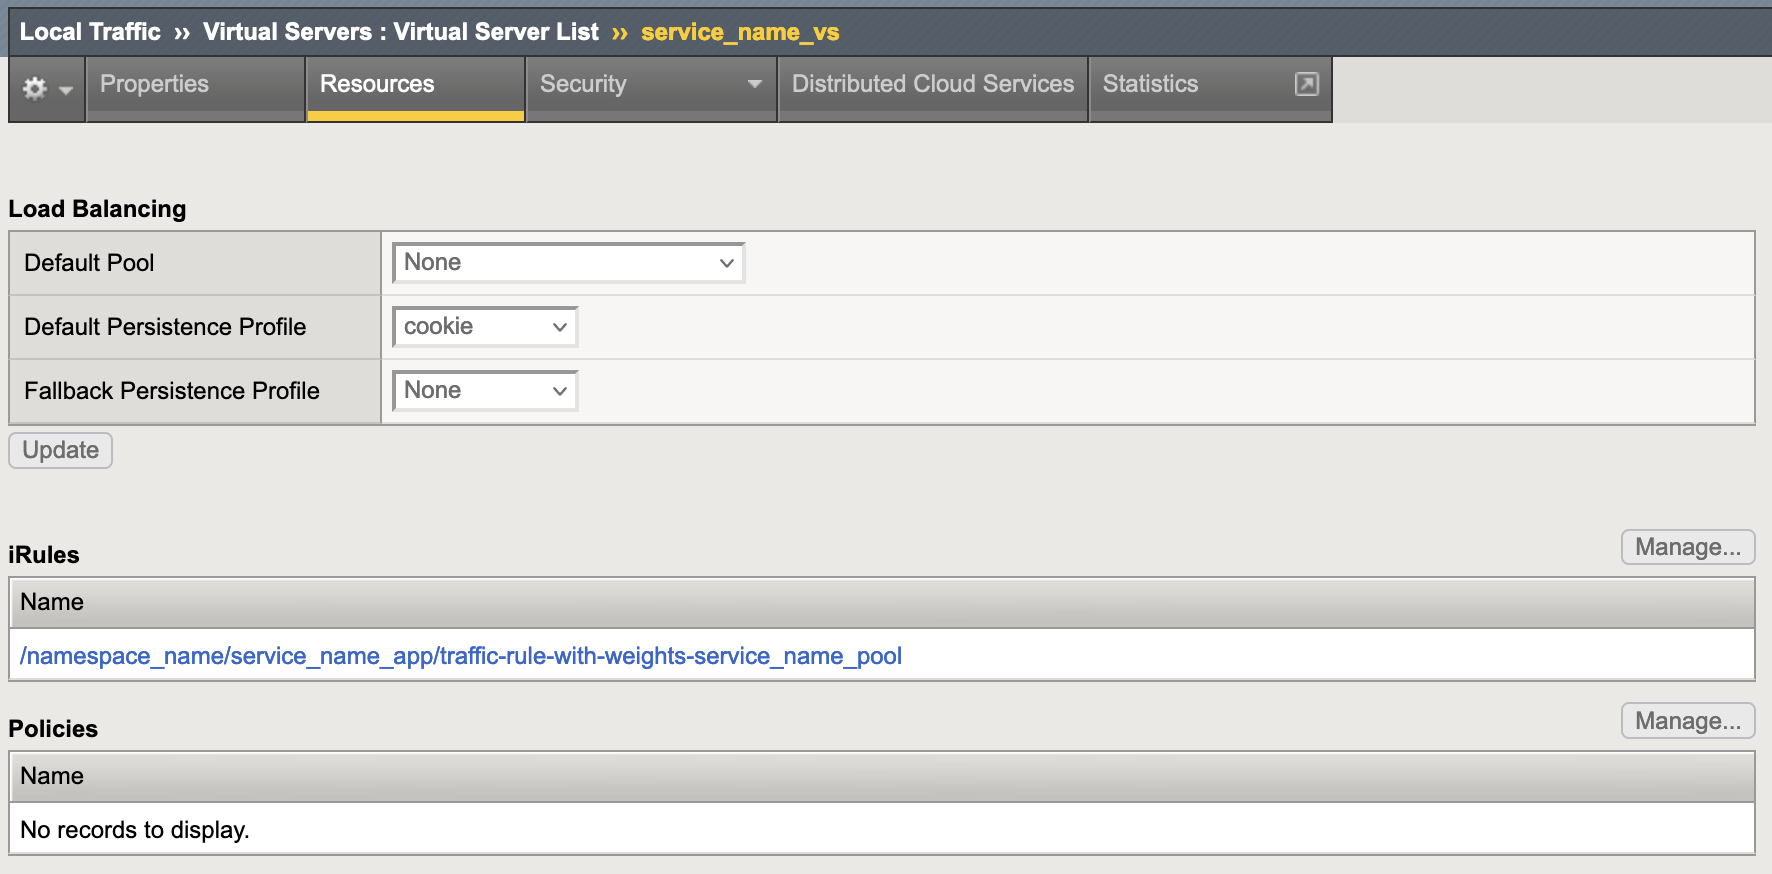 Local Traffic ›› Virtual Servers : Virtual Server List ›› service_name_vs
Properties Resources Security Distributed Cloud Services Statistics
Load Balancing
Default Pool None
Default Persistence Profile cookie
Fallback Persistence Profile None
Update
iRules Manage...
Name
/namespace_name/service_name_app/traffic-rule-with-weights-service_name_pool
Policies Manage...
Name
No records to display.